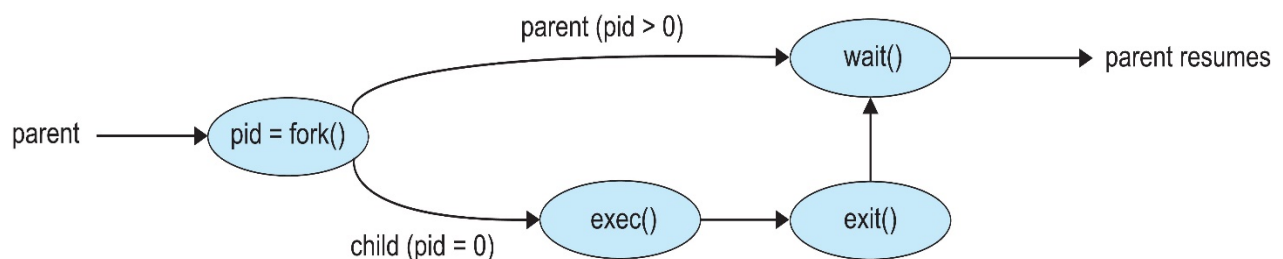 parent (pid > 0)
wait()
parent resumes
parent
pid = fork()
child (pid = 0)
exec()
exit()